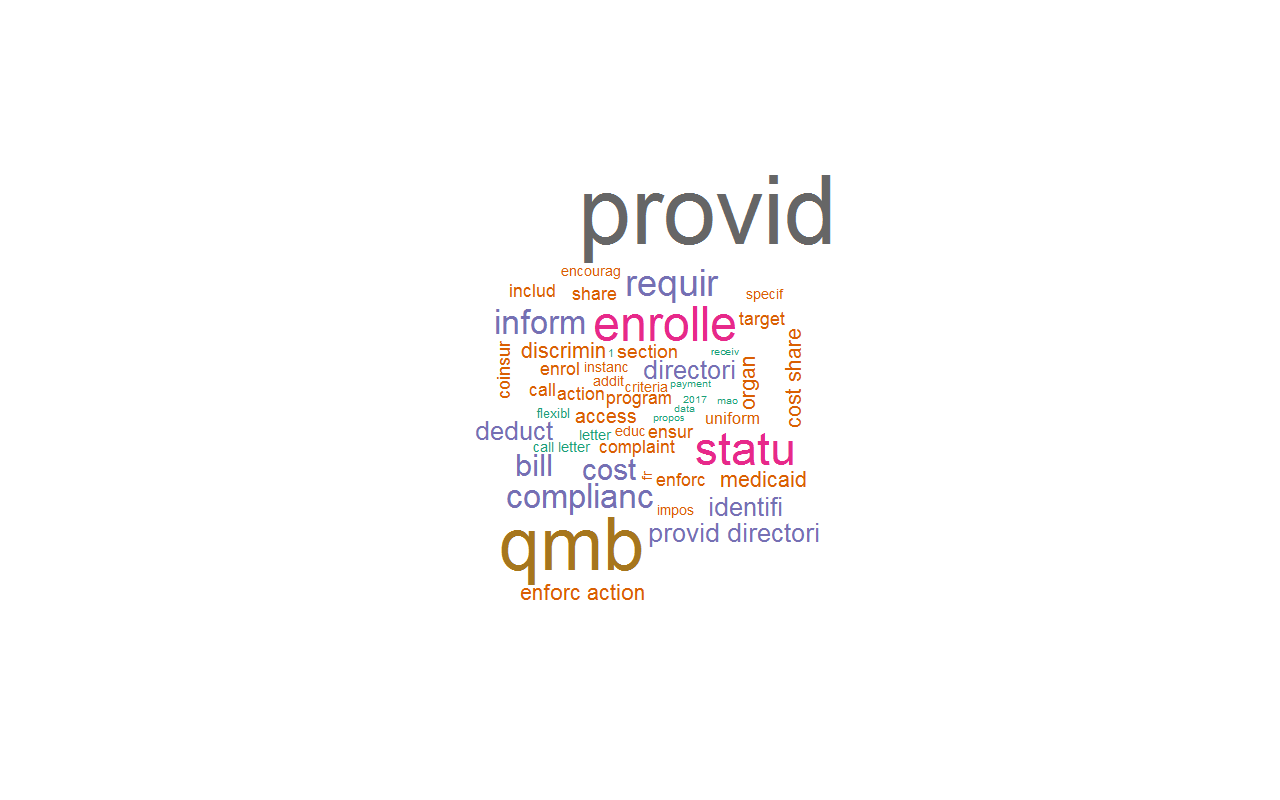 provid
encourag
requir
includ
share
specif
inform
enrolle
target
cost share
coinsur
discrimin
1
section
receiv
enrol
instanc
directori
organ
call
action
addit
criteria
payment
program
2017
mao
flexibl
access
propos
data
uniform
deduct
letter
educ
ensur
call letter
complaint
statu
bill
cost
fr
enforc
medicaid
complianc
impos
identifi
qmb
provid directori
enforc action